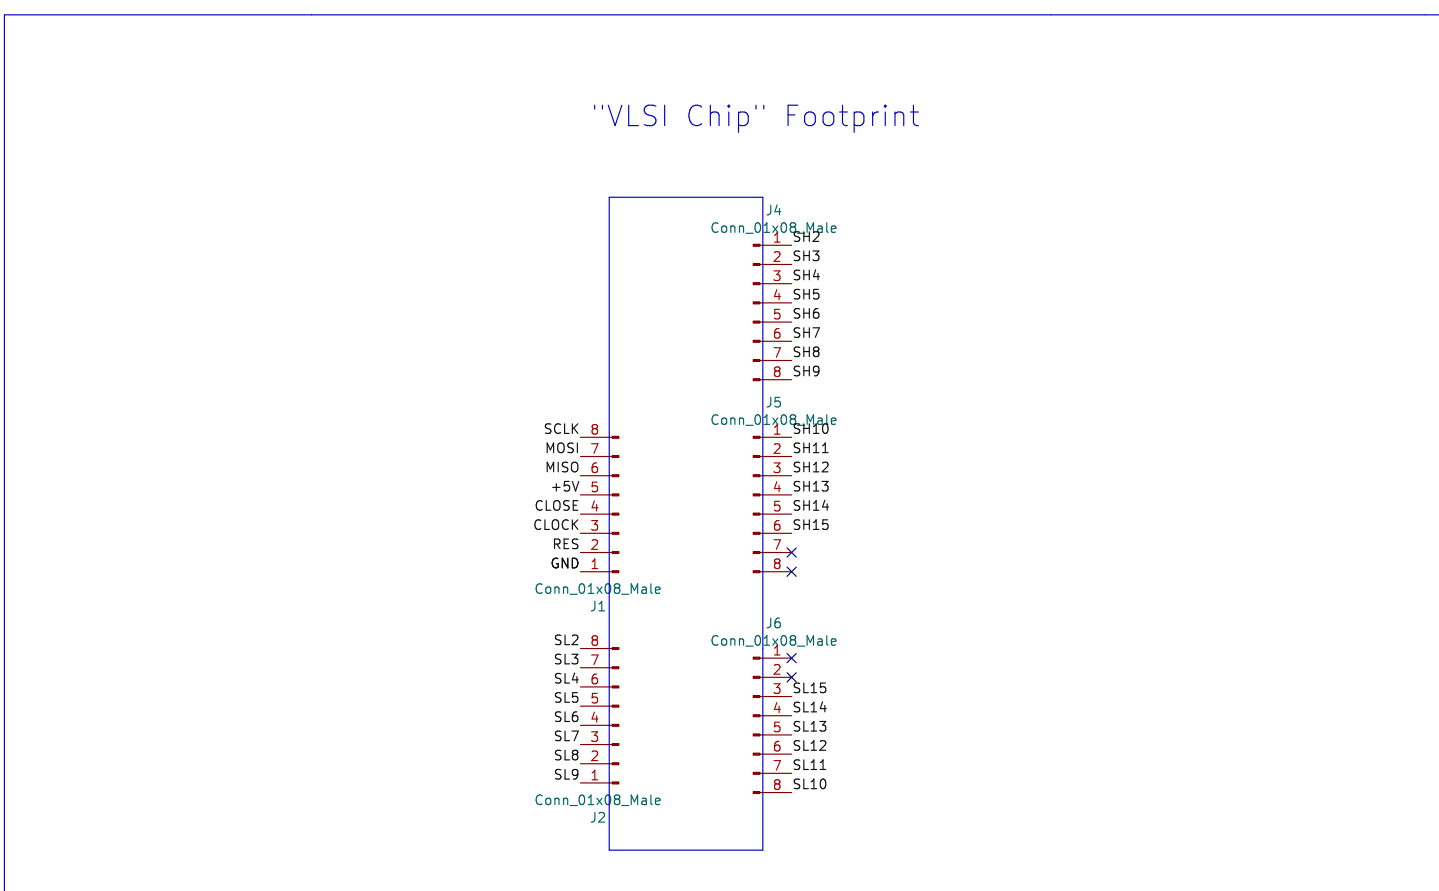 "VLSI Chip" Footprint
J4
Conn_01x08_Male
1 SH2
2 SH3
3 SH4
4 SH5
5 SH6
6 SH7
7 SH8
8 SH9
J5
Conn_01x08_Male
1 SH10
2 SH11
3 SH12
4 SH13
5 SH14
6 SH15
7
8
SCLK 8
MOSI 7
MISO 6
+5V 5
CLOSE 4
CLOCK 3
RES 2
GND 1
Conn_01x08_Male
J1
J6
Conn_01x08_Male
1
2
3 SL15
4 SL14
5 SL13
6 SL12
7 SL11
8 SL10
SL2 8
SL3 7
SL4 6
SL5 5
SL6 4
SL7 3
SL8 2
SL9 1
Conn_01x08_Male
J2